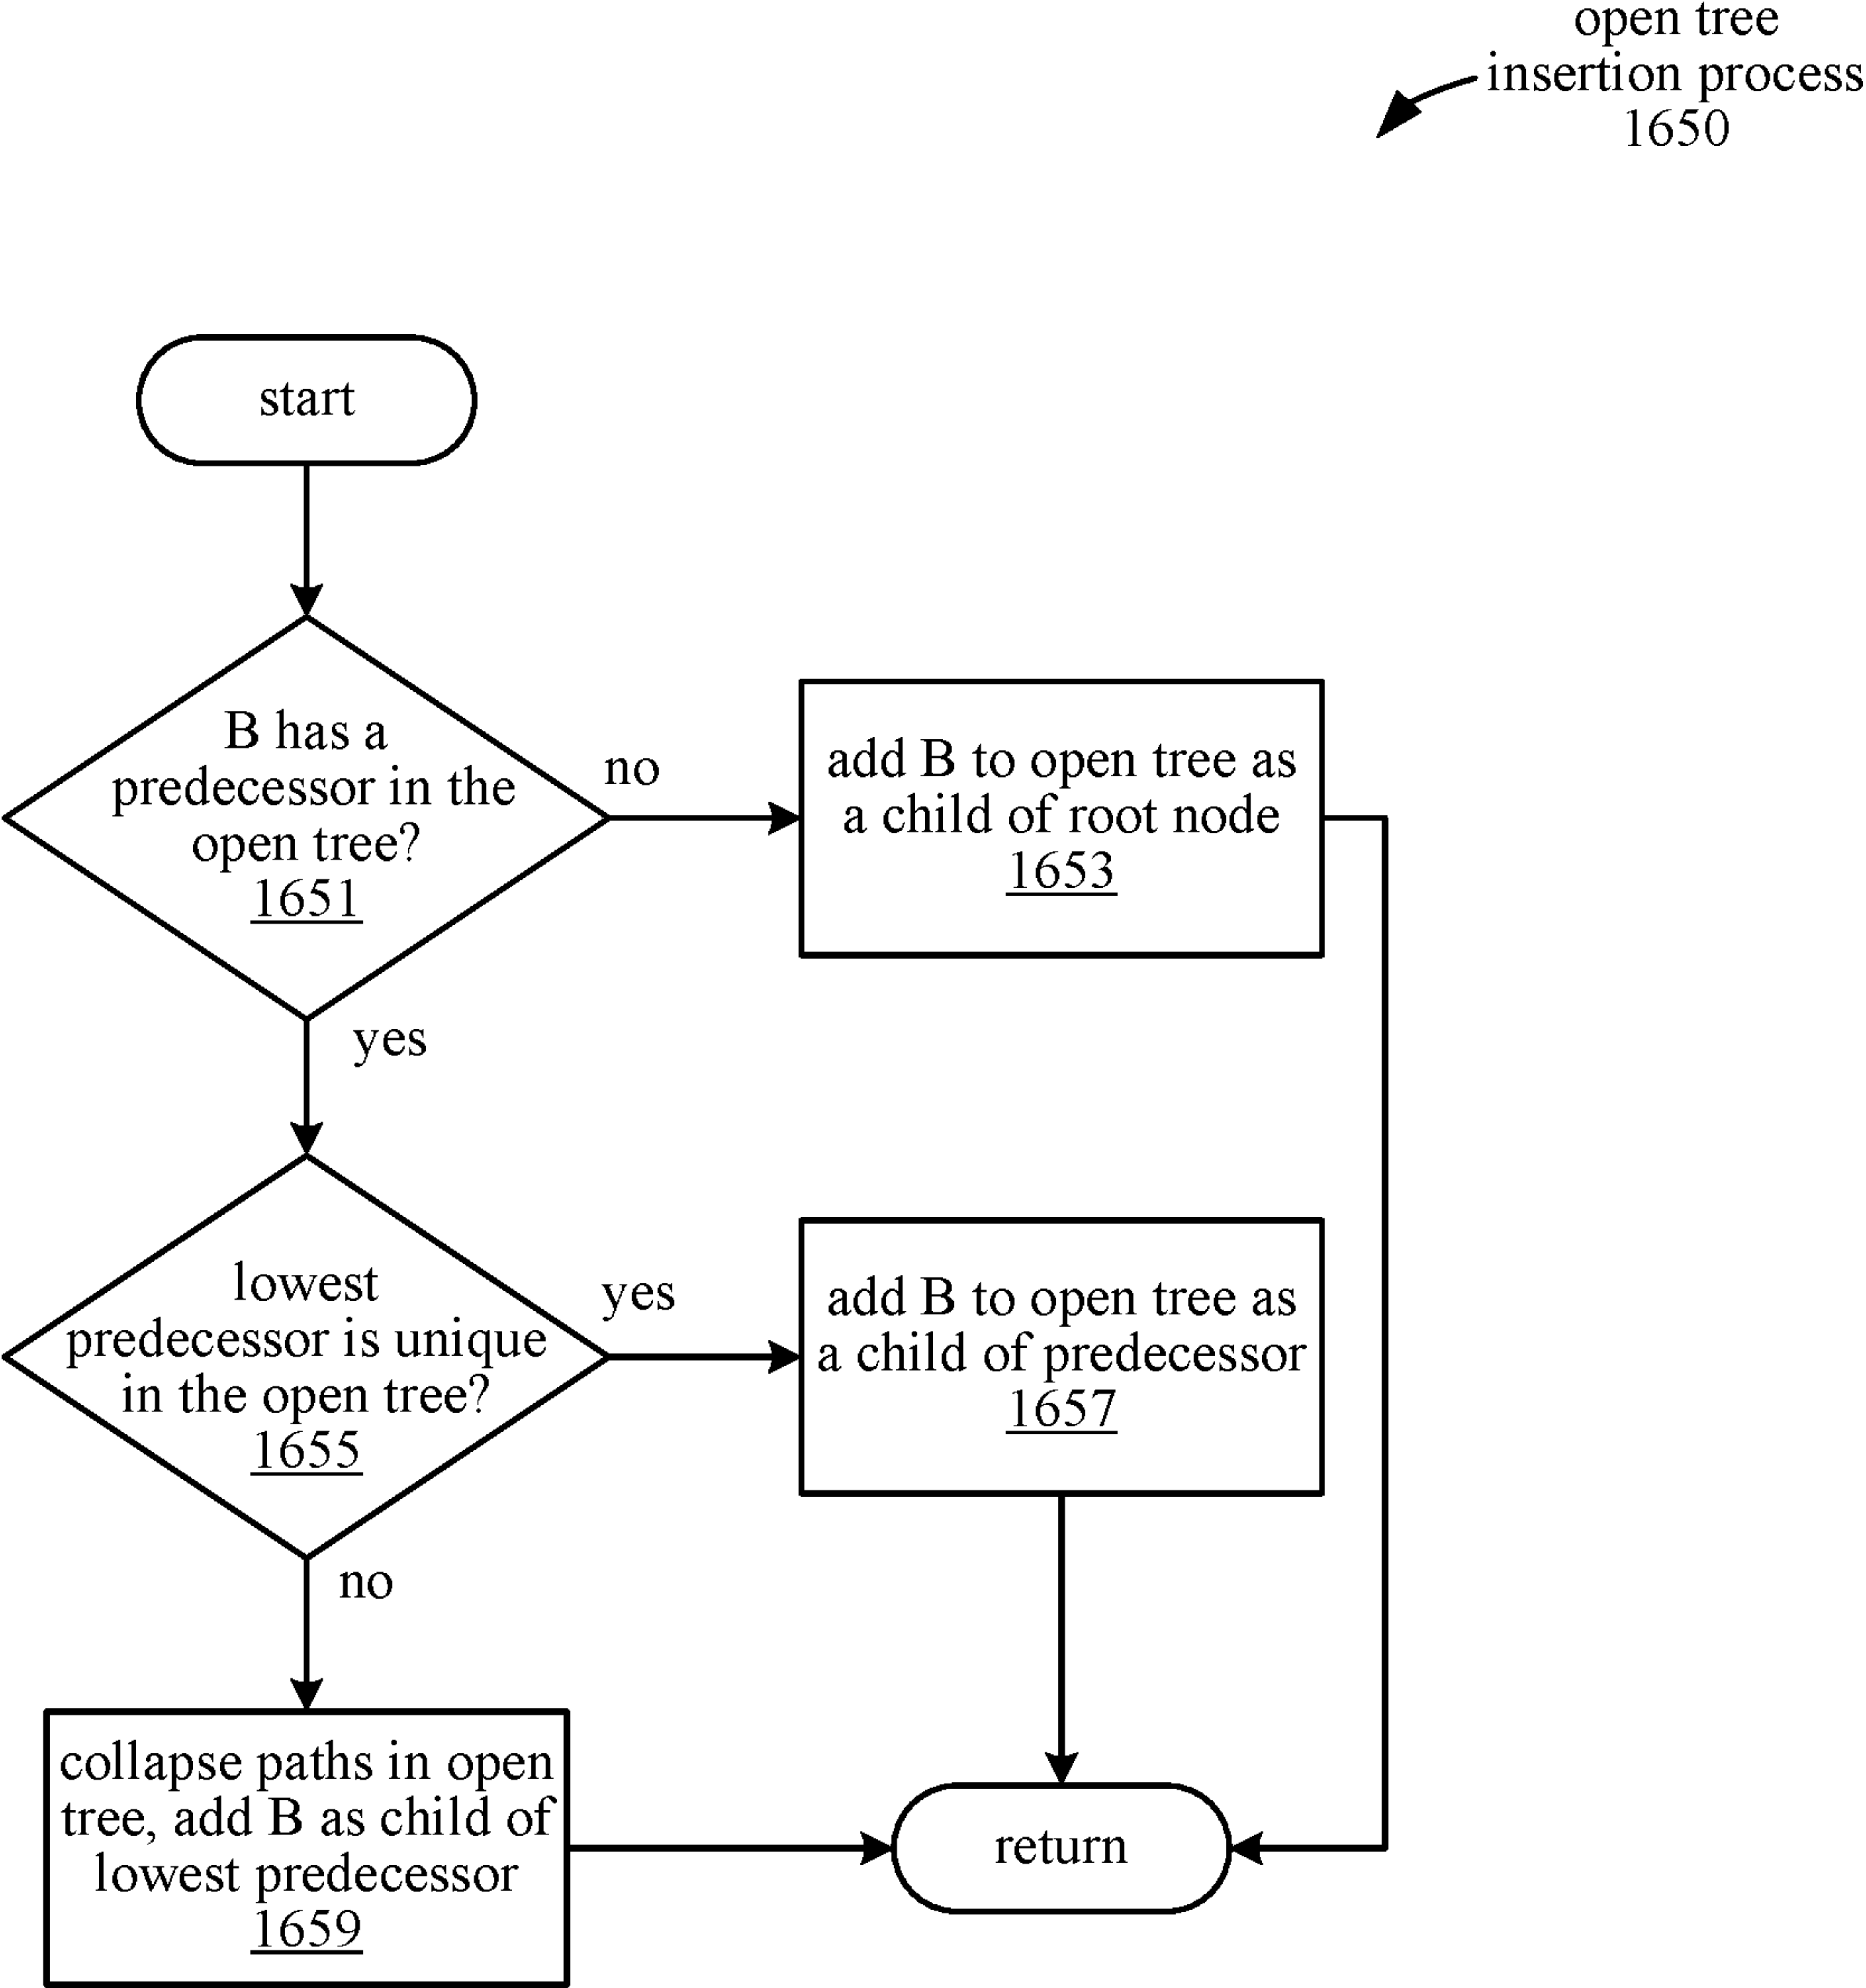 open tree
insertion process
1650
start
B has a
predecessor in the
open tree?
1651
no
add B to open tree as
a child of root node
1653
yes
lowest
predecessor is unique
in the open tree?
1655
yes
add B to open tree as
a child of predecessor
1657
no
collapse paths in open
tree, add B as child of
lowest predecessor
1659
return